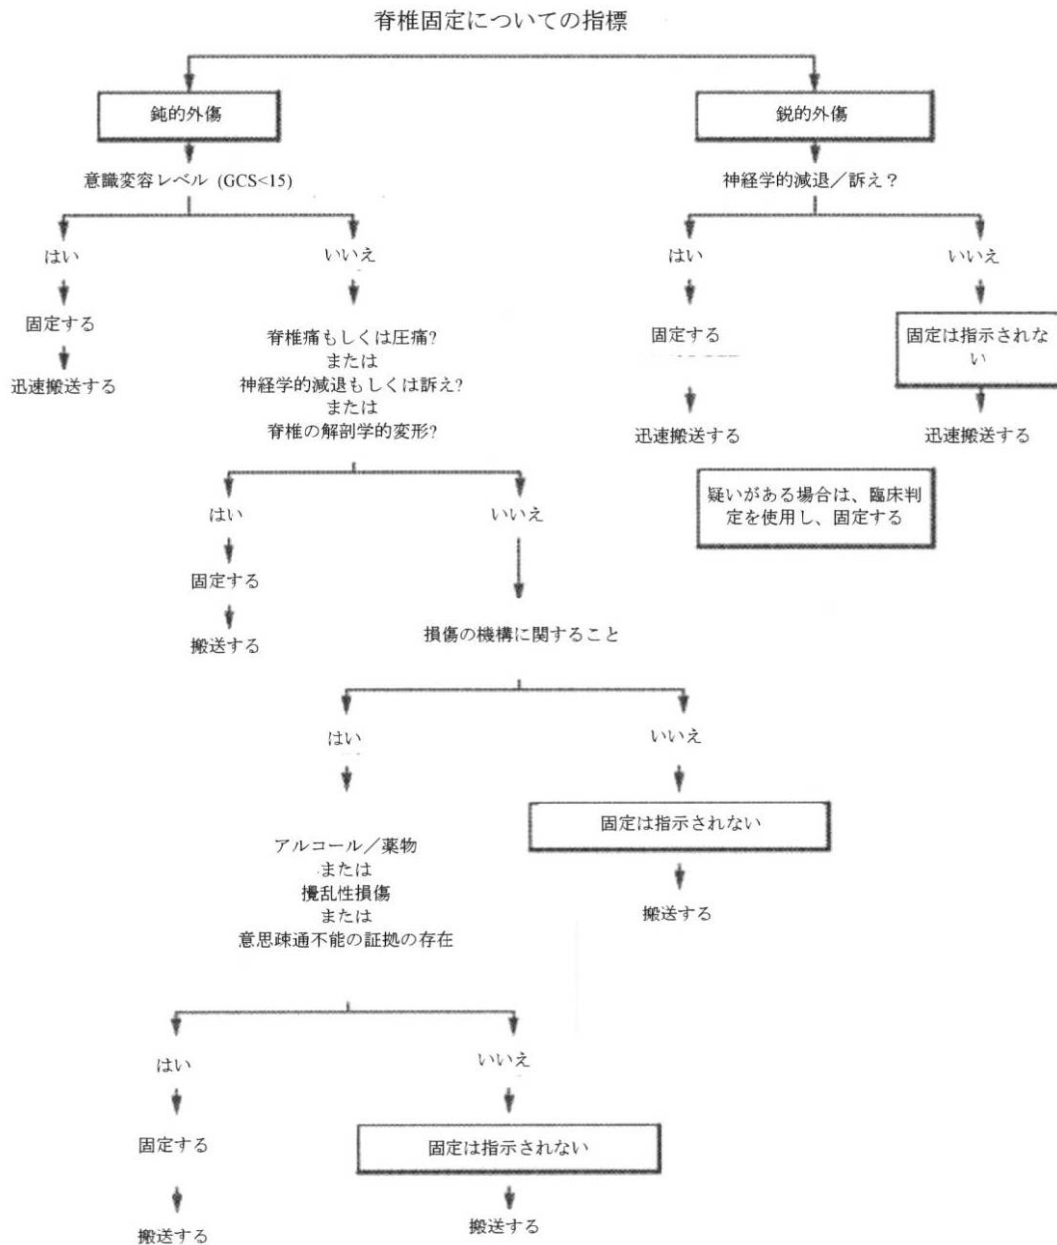 脊椎固定についての指標
鈍的外傷
鋭的外傷
意識変容レベル (GCS<15)
神経学的減退／訴え？
はい
いいえ
はい
いいえ
固定する
迅速搬送する
脊椎痛もしくは圧痛?
または
神経学的減退もしくは訴え?
または
脊椎の解剖学的変形?
固定する
迅速搬送する
固定は指示されな
い
迅速搬送する
疑いがある場合は、臨床判
定を使用し、固定する
はい
いいえ
固定する
搬送する
損傷の機構に関すること
はい
いいえ
アルコール／薬物
または
攪乱性損傷
または
意思疎通不能の証拠の存在
固定は指示されない
搬送する
はい
いいえ
固定する
搬送する
固定は指示されない
搬送する